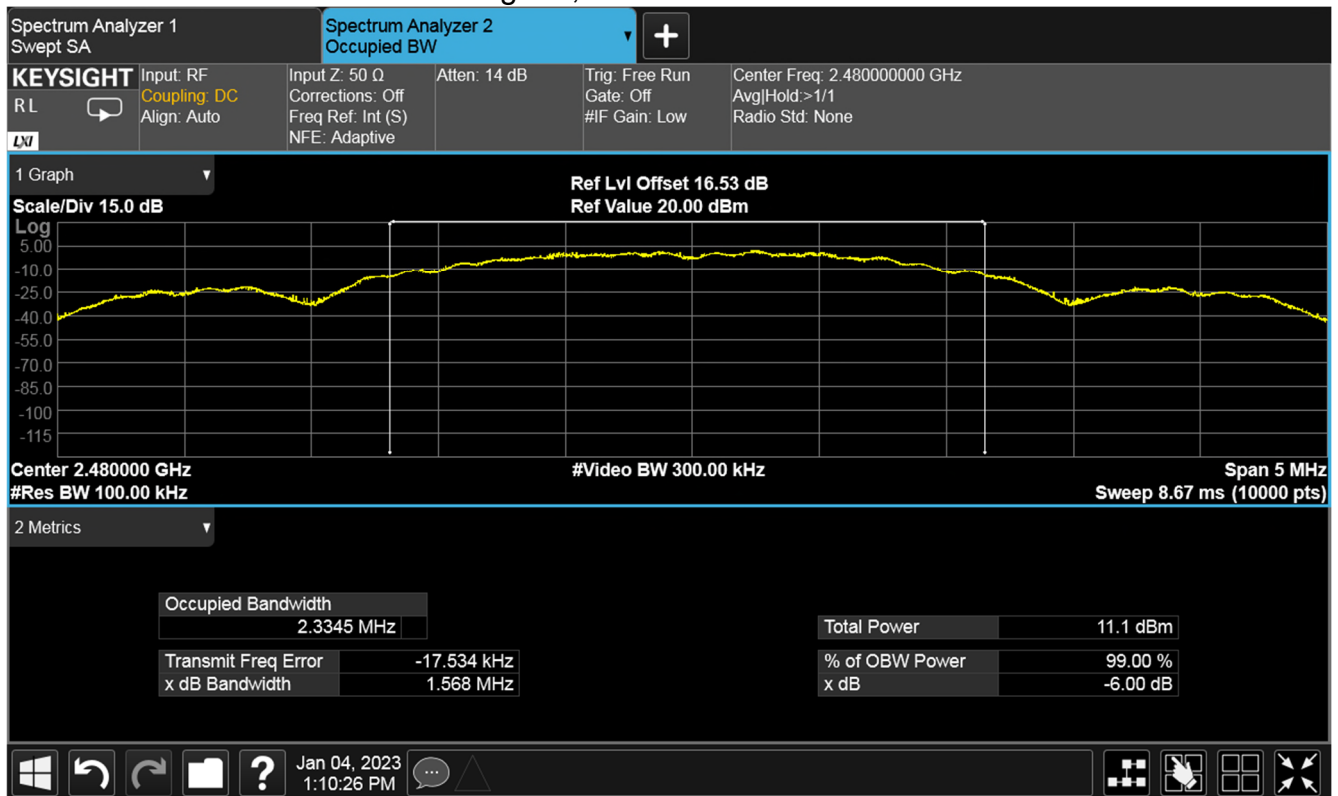 Spectrum Analyzer 1
Swept SA
Spectrum Analyzer 2
Occupied BW
KEYSIGHT
R L
LXI
Input: RF
Coupling: DC
Align: Auto
Input Z: 50 Ω
Corrections: Off
Freq Ref: Int (S)
NFE: Adaptive
Atten: 14 dB
Trig: Free Run
Gate: Off
#IF Gain: Low
Center Freq: 2.480000000 GHz
Avg|Hold:>1/1
Radio Std: None
1 Graph
Scale/Div 15.0 dB
Ref Lvl Offset 16.53 dB
Ref Value 20.00 dBm
Log
5.00
-10.0
-25.0
-40.0
-55.0
-70.0
-85.0
-100
-115
Center 2.480000 GHz
#Res BW 100.00 kHz
#Video BW 300.00 kHz
Span 5 MHz
Sweep 8.67 ms (10000 pts)
2 Metrics
Occupied Bandwidth
2.3345 MHz
Transmit Freq Error -17.534 kHz
x dB Bandwidth 1.568 MHz
Total Power 11.1 dBm
% of OBW Power 99.00 %
x dB -6.00 dB
?
Jan 04, 2023
1:10:26 PM